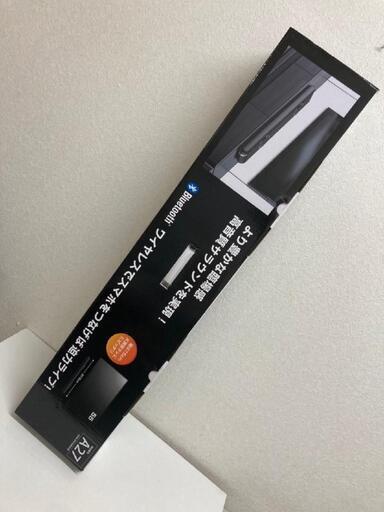 より豊かな臨場感
高音質サラウンドを実現！
Bluetooth ワイヤレスでスマホをつなげば迫力ライブ！
A27